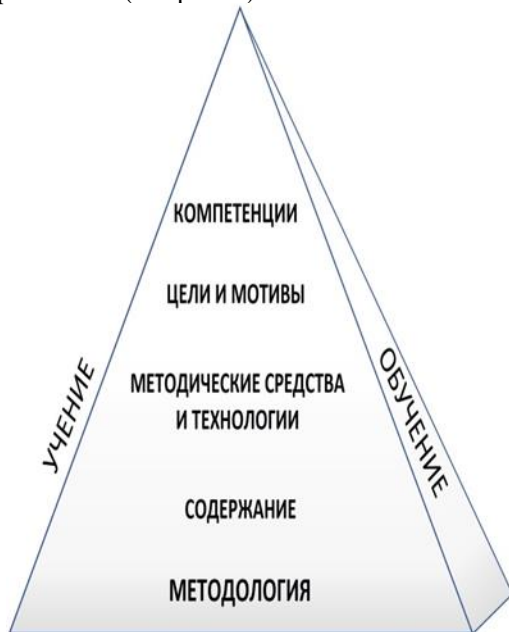 КОМПЕТЕНЦИИ
ЦЕЛИ И МОТИВЫ
МЕТОДИЧЕСКИЕ СРЕДСТВА
И ТЕХНОЛОГИИ
СОДЕРЖАНИЕ
МЕТОДОЛОГИЯ
УЧЕНИЕ
ОБУЧЕНИЕ